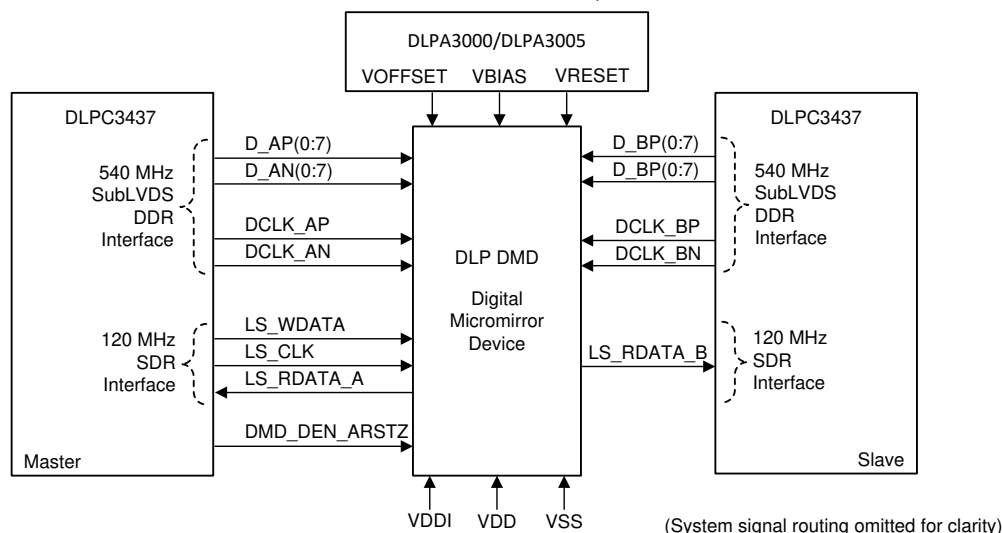 DLPA3000/DLPA3005
VOFFSET VBIAS VRESET
DLPC3437
540 MHz
SubLVDS
DDR
Interface
120 MHz
SDR
Interface
Master
D_AP(0:7)
D_AN(0:7)
DCLK_AP
DCLK_AN
LS_WDATA
LS_CLK
LS_RDATA_A
DMD_DEN_ARSTZ
DLP DMD
Digital
Micromirror
Device
D_BP(0:7)
D_BP(0:7)
DCLK_BP
DCLK_BN
LS_RDATA_B
DLPC3437
540 MHz
SubLVDS
DDR
Interface
120 MHz
SDR
Interface
Slave
VDDI VDD VSS
(System signal routing omitted for clarity)